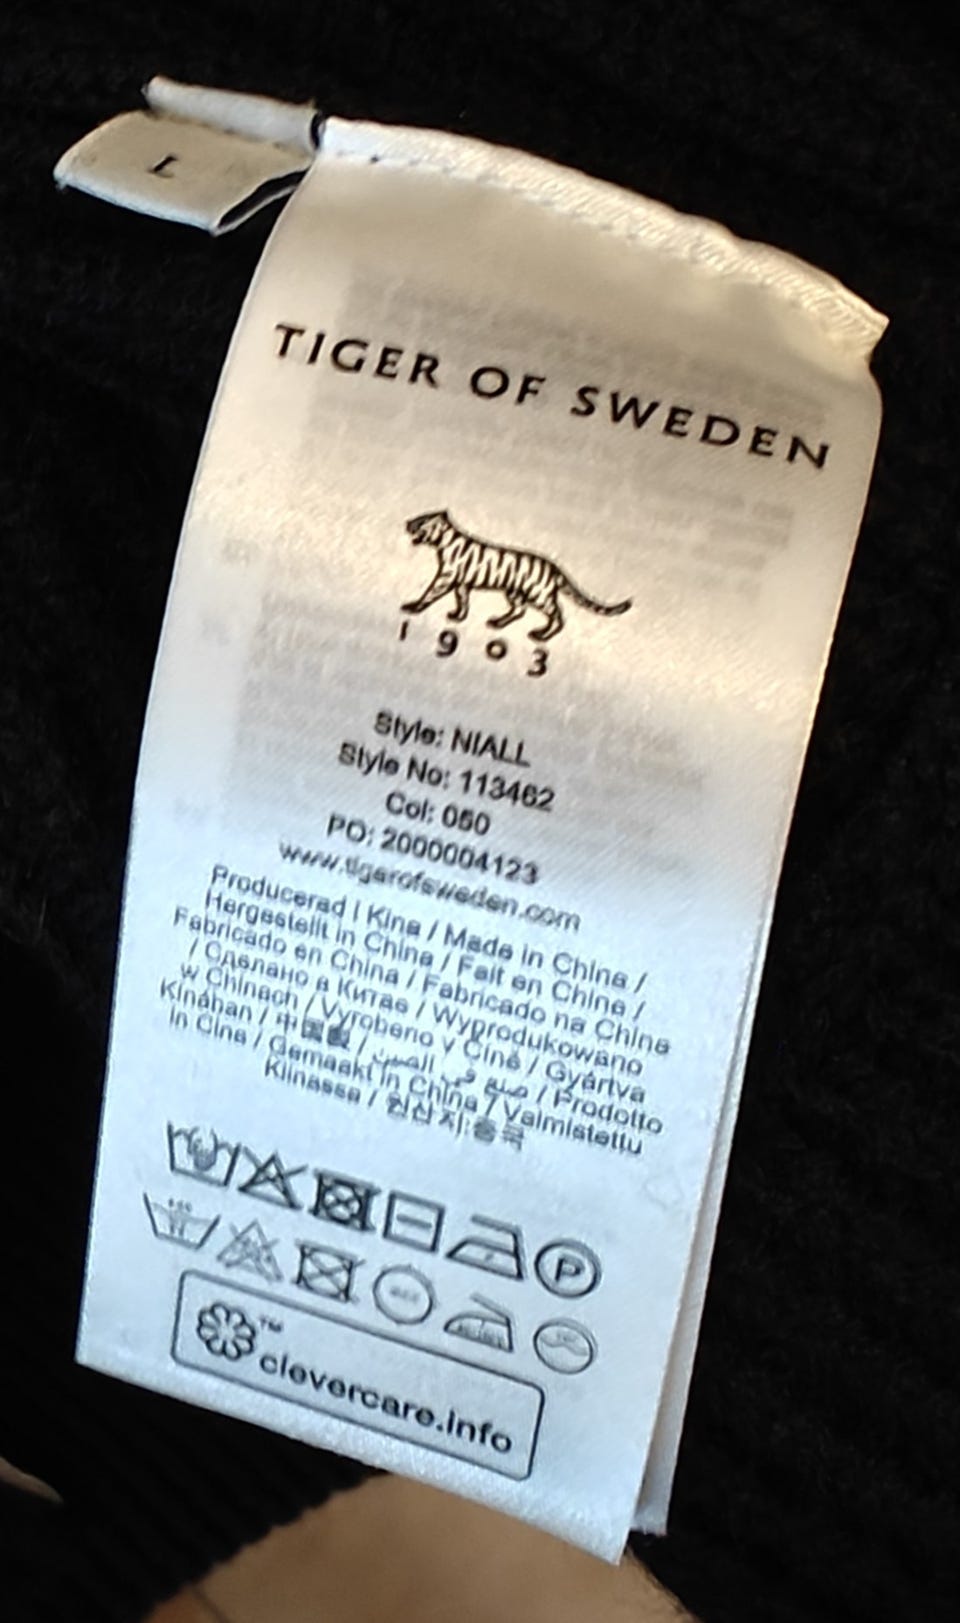 L
TIGER OF SWEDEN
1903
Style: NIALL
Style No: 113462
Col: 050
PO: 2000004123
www.tigerofsweden.com
Producerad i Kina / Made in China /
Hergestellt in China / Fait en Chine /
Fabricado en China / Fabricado na China
/ Сделано в Китае / Wyprodukowano
w Chinach / Vyrobeno v Číně / Gyártva
Kínában / 中国製 / صنع في الصين / Prodotto
in Cina / Gemaakt in China / Valmistettu
Kiinassa / 원산지:중국
P
™
clevercare.info